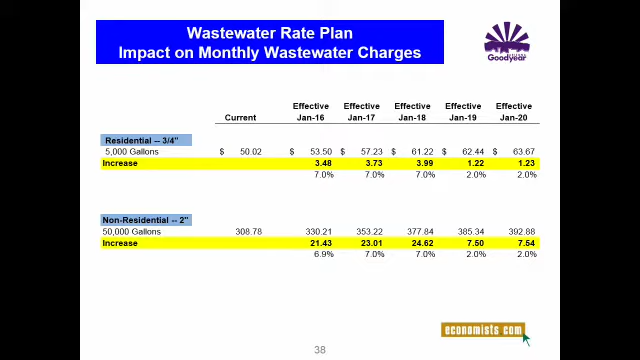 Wastewater Rate Plan
Impact on Monthly Wastewater Charges
Goodyear
Effective Effective Effective Effective Effective
Current Jan-16 Jan-17 Jan-18 Jan-19 Jan-20
Residential -- 3/4"
5,000 Gallons $ 50.02 $ 53.50 $ 57.23 $ 61.22 $ 62.44 $ 63.67
Increase 3.48 3.73 3.99 1.22 1.23
7.0% 7.0% 7.0% 2.0% 2.0%
Non-Residential -- 2"
50,000 Gallons 308.78 330.21 353.22 377.84 385.34 392.88
Increase 21.43 23.01 24.62 7.50 7.54
6.9% 7.0% 7.0% 2.0% 2.0%
economists.com
38